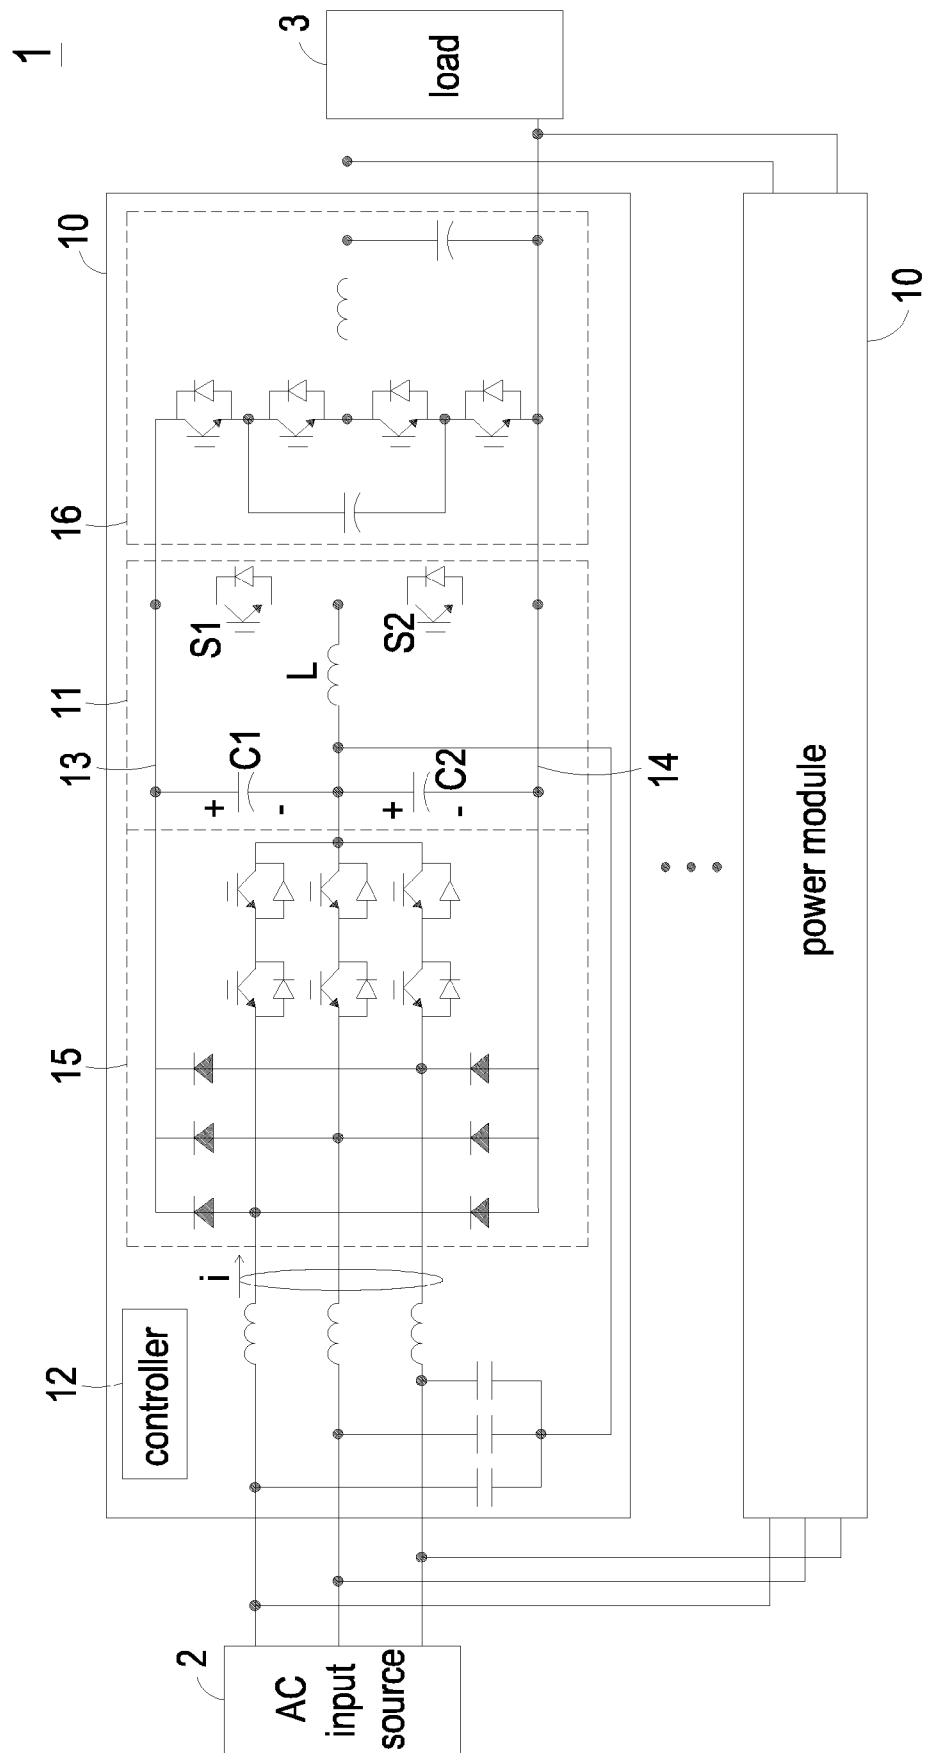 1
3
load
10
16
11
13
S1
S2
L
C1
+
-
C2
+
-
14
15
i
12
controller
2
AC
input
source
power module
10